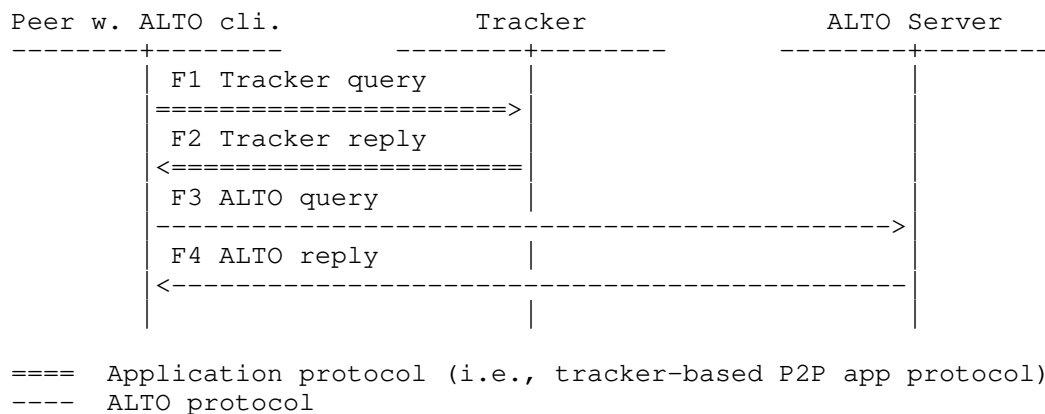 Peer w. ALTO cli. Tracker ALTO Server
--------+-------- --------+-------- --------+--------
| F1 Tracker query | |
|======================>| |
| F2 Tracker reply | |
|<======================| |
| F3 ALTO query | |
|---------------------------------------------->|
| F4 ALTO reply | |
|<----------------------------------------------|
| | |
==== Application protocol (i.e., tracker-based P2P app protocol)
---- ALTO protocol